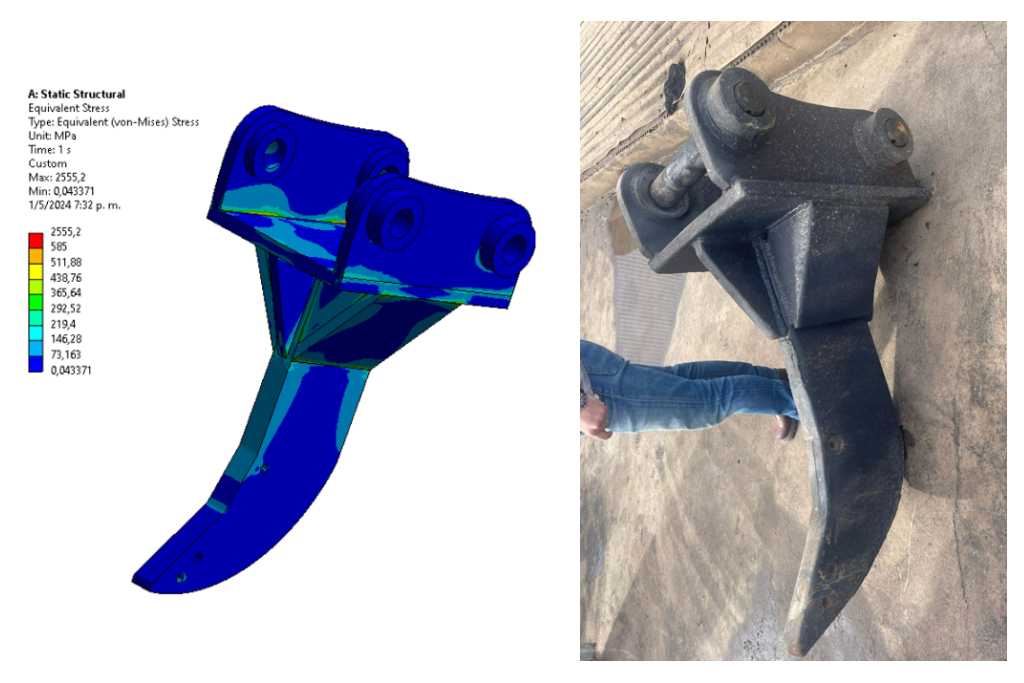 A: Static Structural
Equivalent Stress
Type: Equivalent (von-Mises) Stress
Unit: MPa
Time: 1 s
Custom
Max: 2555,2
Min: 0,043371
1/5/2024 7:32 p. m.
2555,2
585
511,88
438,76
365,64
292,52
219,4
146,28
73,163
0,043371